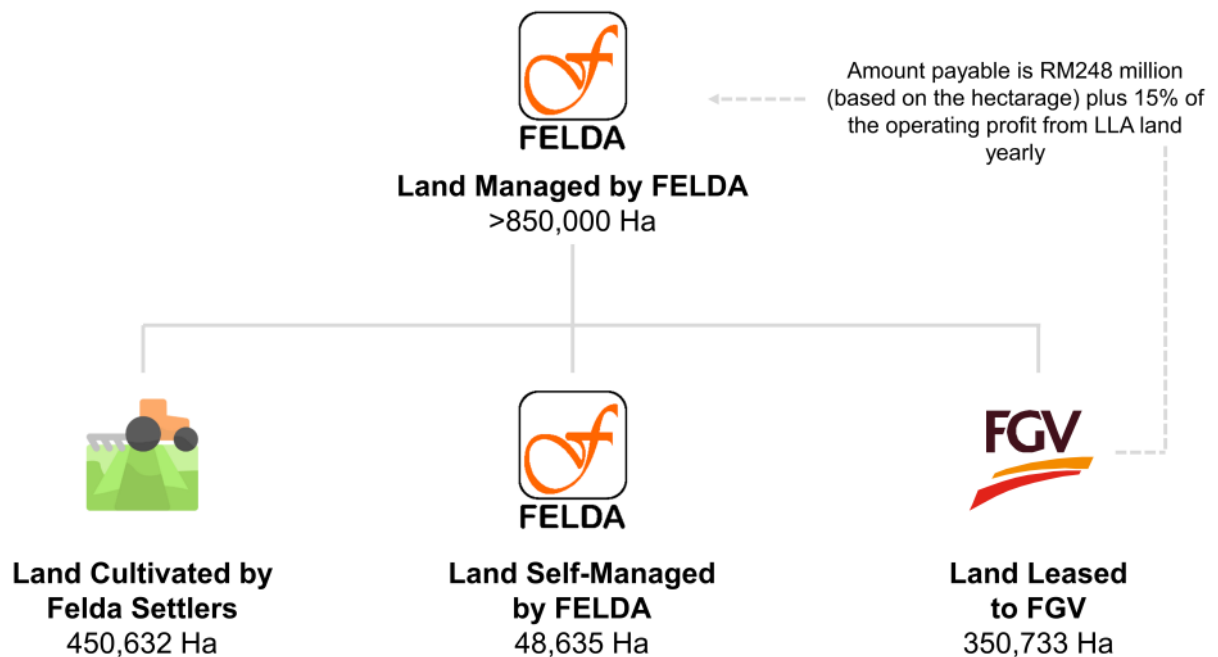 FELDA
Land Managed by FELDA
>850,000 Ha
Amount payable is RM248 million
(based on the hectarage) plus 15% of
the operating profit from LLA land
yearly
Land Cultivated by
Felda Settlers
450,632 Ha
FELDA
Land Self-Managed
by FELDA
48,635 Ha
FGV
Land Leased
to FGV
350,733 Ha